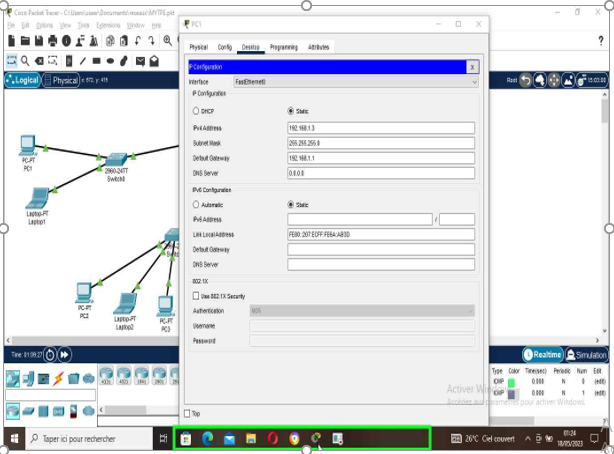 Cisco Packet Tracer - C:\Users\user\Documents\reseaux\MYTP6.pkt
File Edit Options View Tools Extensions Window Help
Logical Physical x: 672, y: 415 Root 15:03:00
PC1
Physical Config Desktop Programming Attributes
IP Configuration X
Interface FastEthernet0
IP Configuration
DHCP Static
IPv4 Address 192.168.1.3
Subnet Mask 255.255.255.0
Default Gateway 192.168.1.1
DNS Server 0.0.0.0
IPv6 Configuration
Automatic Static
IPv6 Address /
Link Local Address FE80::207:ECFF:FE6A:AB3D
Default Gateway
DNS Server
802.1X
Use 802.1X Security
Authentication MD5
Username
Password
Top
PC-PT
PC1
2960-24TT
Switch0
Laptop-PT
Laptop1
PC-PT
PC2
Laptop-PT
Laptop2
PC-PT
PC3
Time: 01:09:27
Realtime Simulation
4331 4321 1941 2901
Type Color Time(sec) Periodic Num Edit
ICMP 0.000 N 0 (edit)
ICMP 0.000 N 1 (edit)
Activer Windows
Accédez aux paramètres pour activer Windows.
Taper ici pour rechercher
26°C Ciel couvert
01:24
18/05/2023